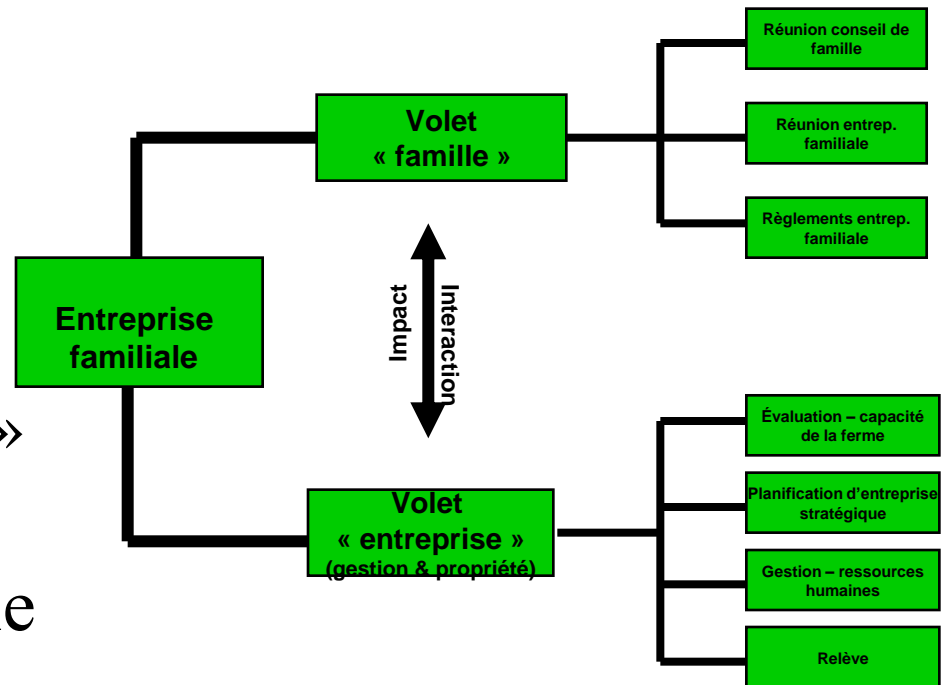 Réunion conseil de
famille
Volet
« famille »
Réunion entrep.
familiale
Règlements entrep.
familiale
Entreprise
familiale
Impact
Interaction
»
Évaluation – capacité
de la ferme
Volet
« entreprise »
(gestion & propriété)
Planification d'entreprise
stratégique
Gestion – ressources
humaines
Relève